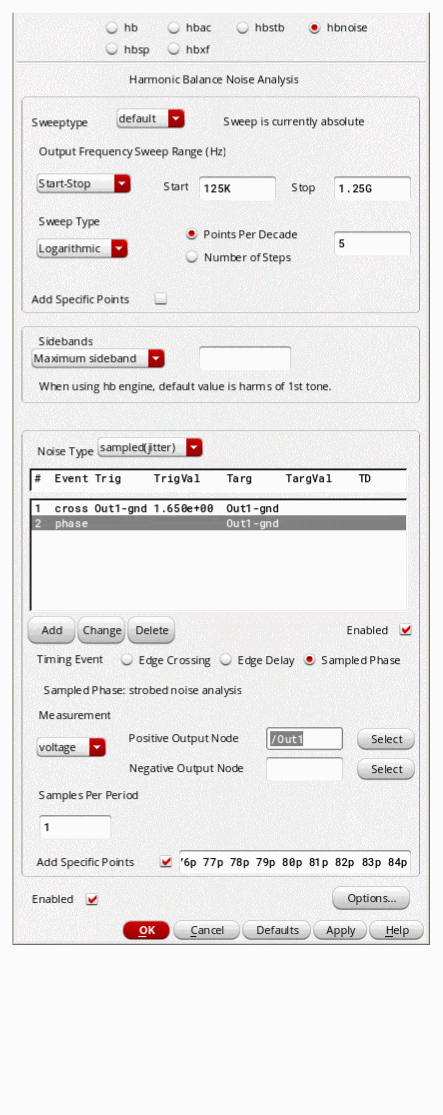 hb hbac hbstb hbnoise
hbsp hbxf
Harmonic Balance Noise Analysis
Sweeptype default Sweep is currently absolute
Output Frequency Sweep Range (Hz)
Start-Stop Start 125K Stop 1.25G
Sweep Type
Logarithmic Points Per Decade 5
Number of Steps
Add Specific Points
Sidebands
Maximum sideband
When using hb engine, default value is harms of 1st tone.
Noise Type sampled(jitter)
# Event Trig TrigVal Targ TargVal TD
1 cross Out1-gnd 1.650e+00 Out1-gnd
2 phase Out1-gnd
Add Change Delete Enabled
Timing Event Edge Crossing Edge Delay Sampled Phase
Sampled Phase: strobed noise analysis
Measurement
voltage Positive Output Node /Out1 Select
Negative Output Node Select
Samples Per Period
1
Add Specific Points 76p 77p 78p 79p 80p 81p 82p 83p 84p
Enabled Options...
OK Cancel Defaults Apply Help